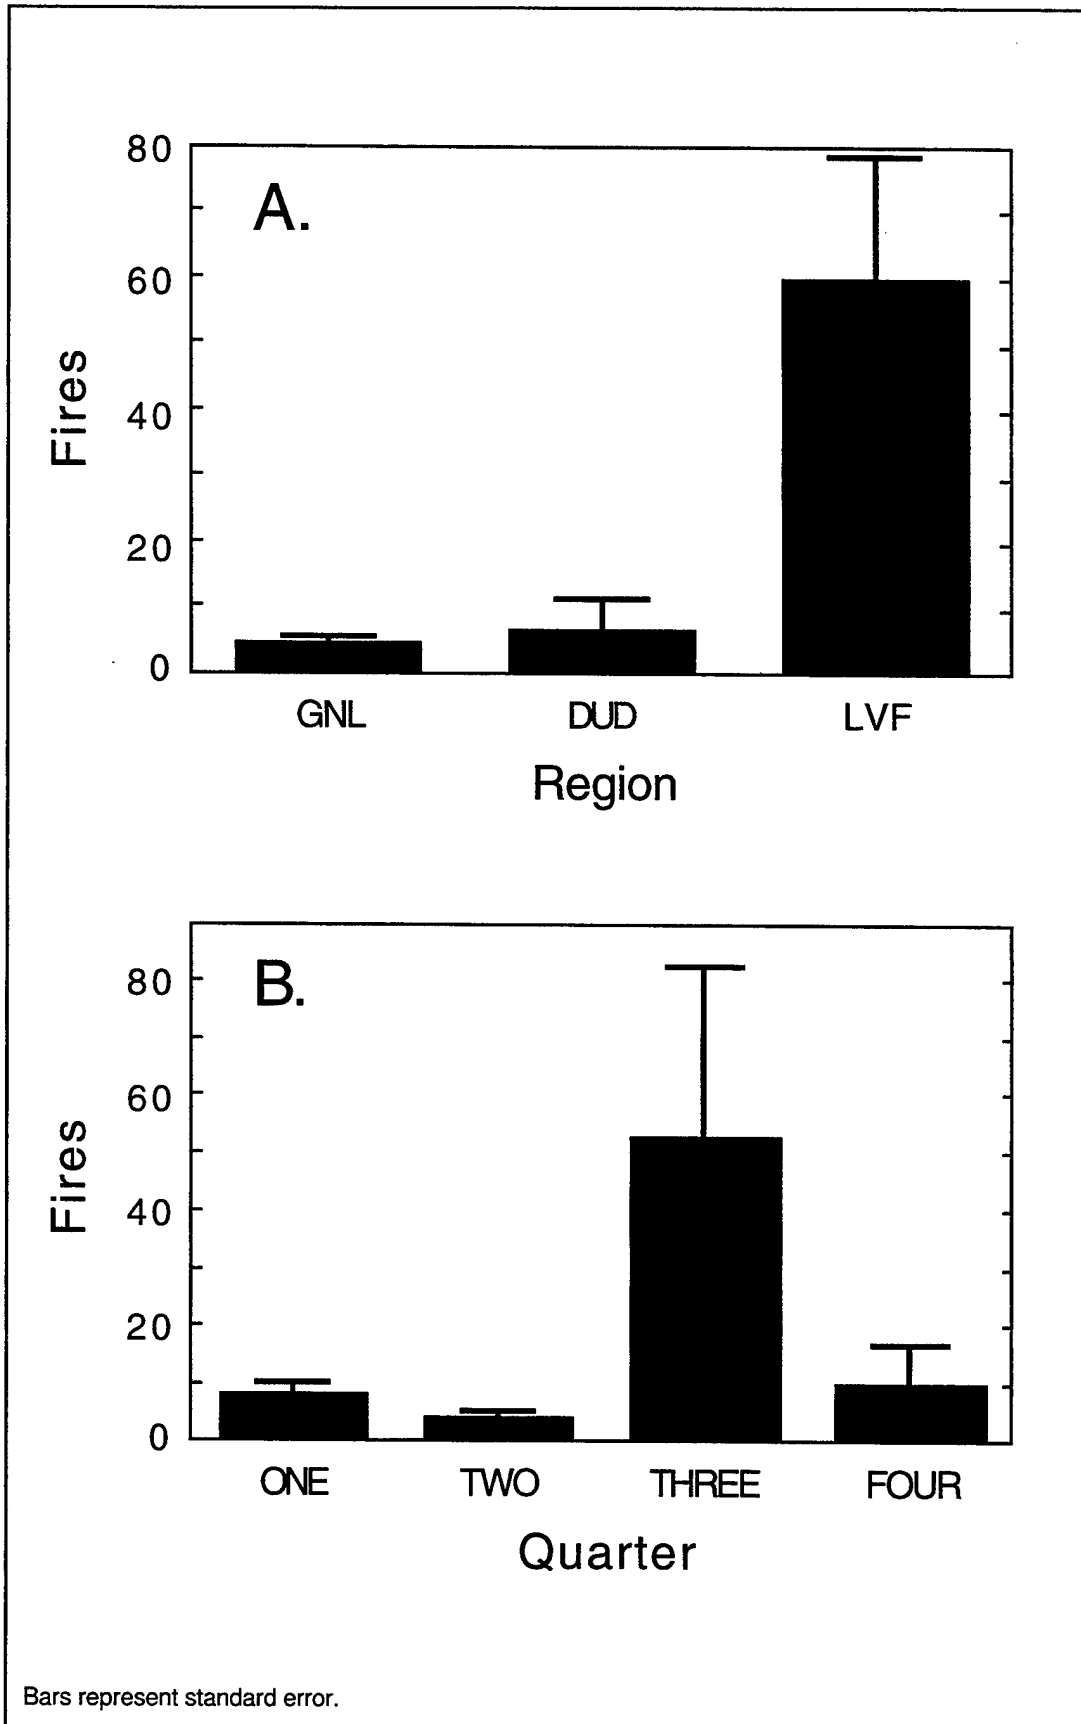 A.
80
60
40
20
0
Fires
GNL DUD LVF
Region
B.
80
60
40
20
0
Fires
ONE TWO THREE FOUR
Quarter
Bars represent standard error.